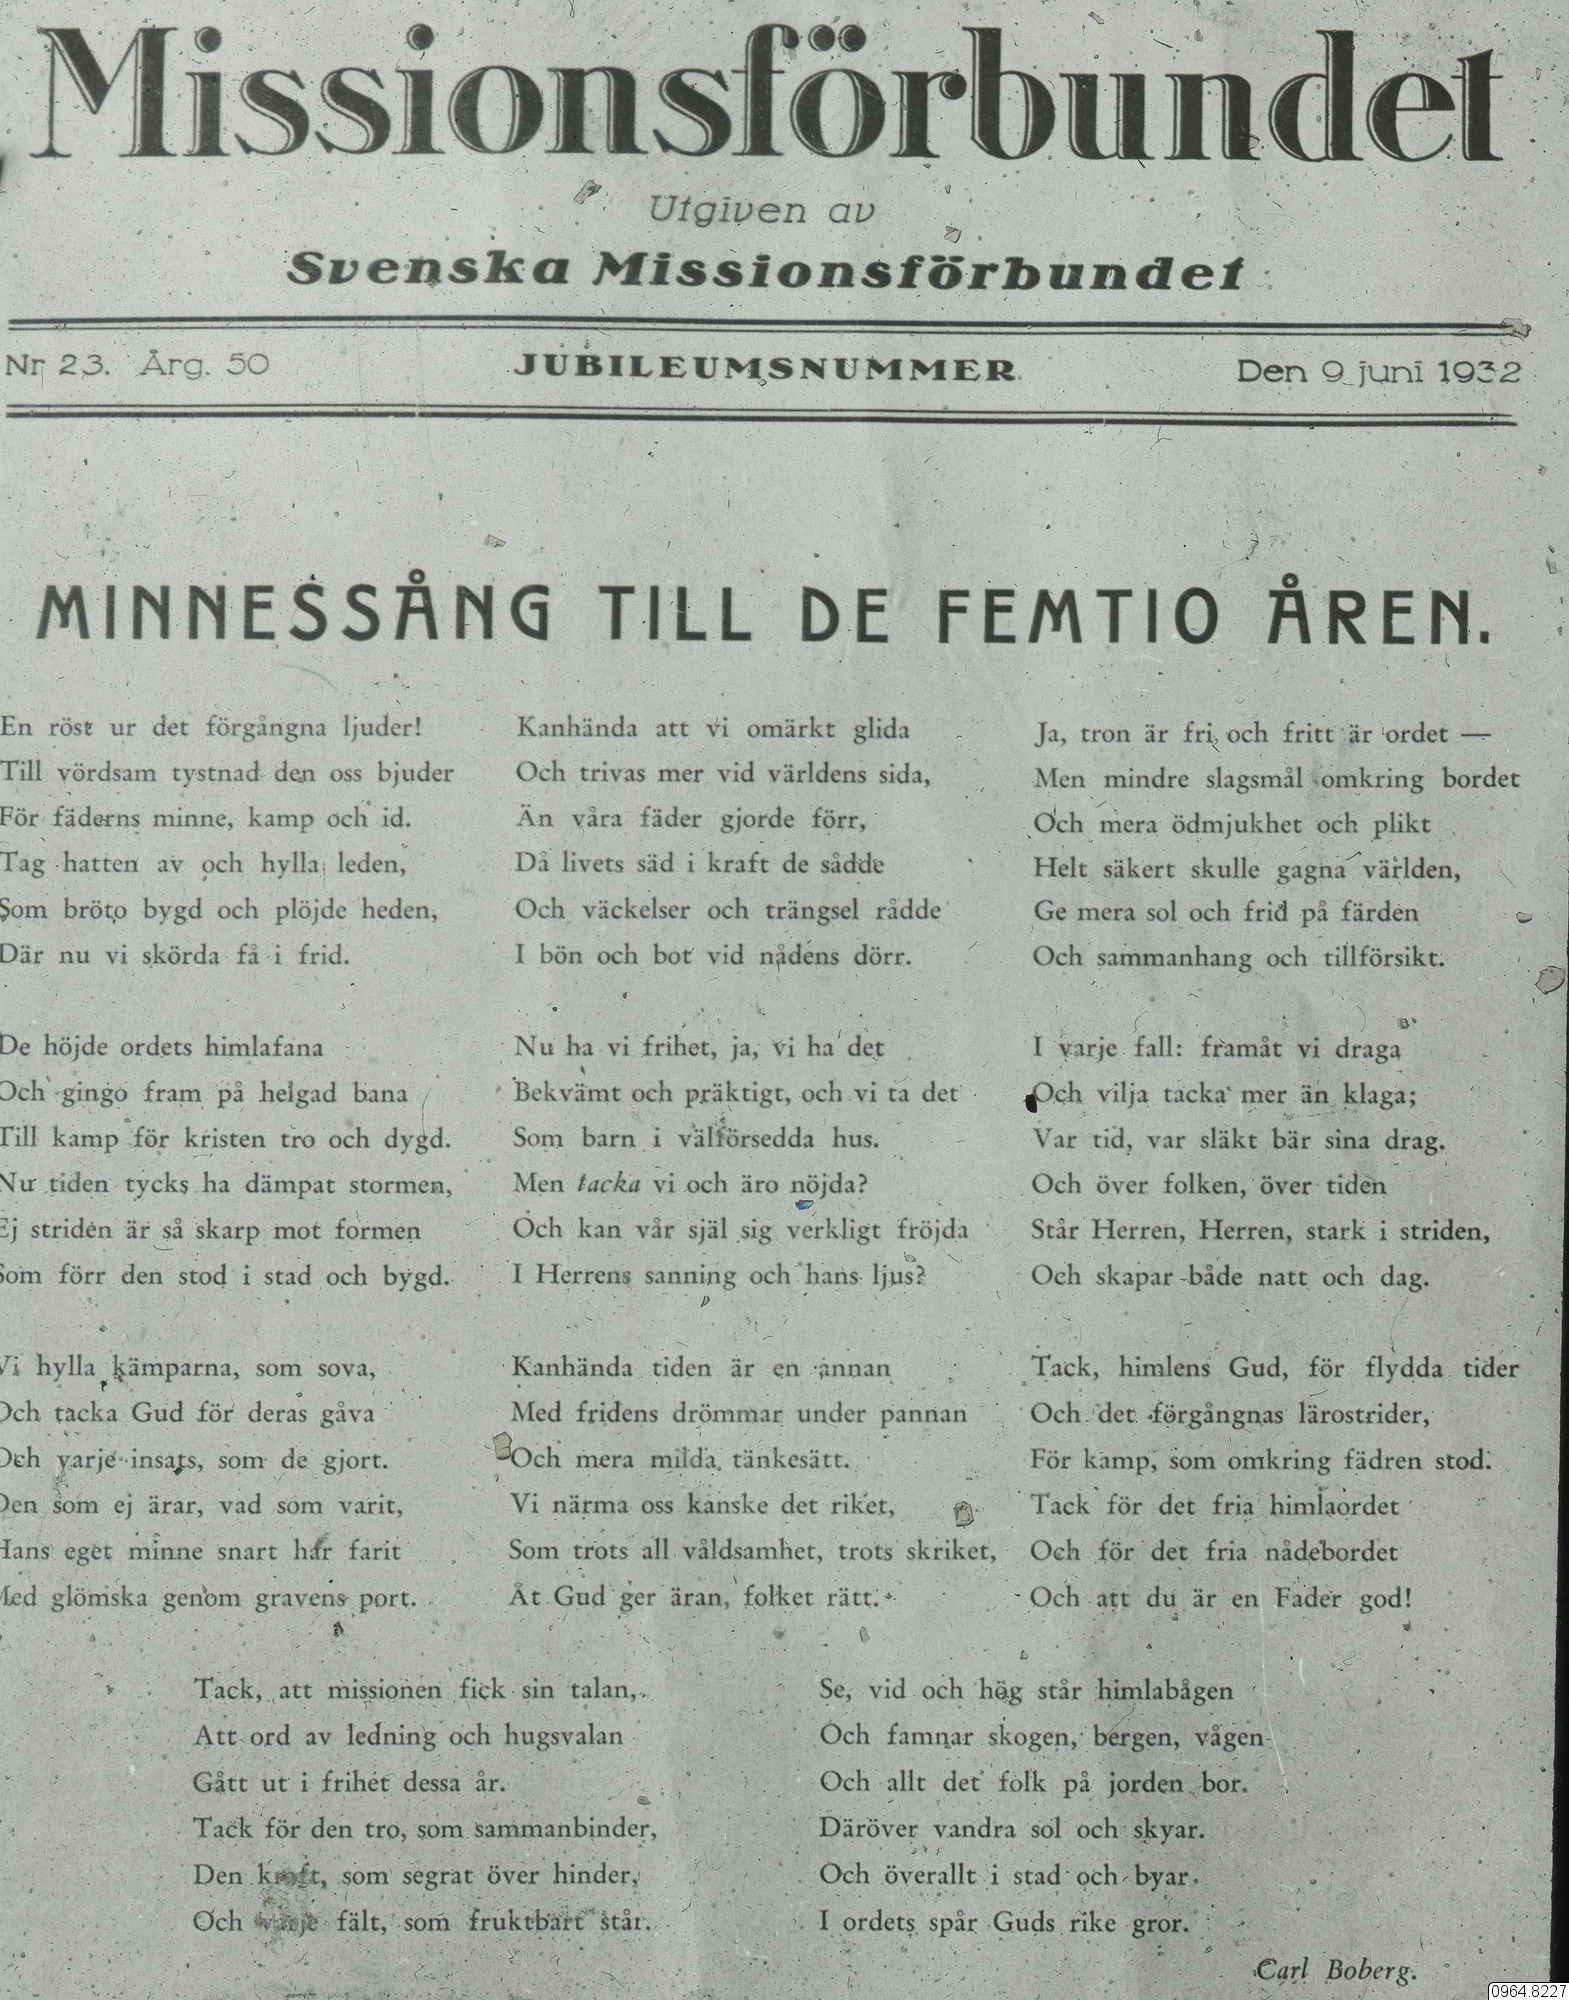 Missionsförbundet
Utgiven av
Svenska Missionsförbundet
Nr 23. Årg. 50 JUBILEUMSNUMMER Den 9 juni 1932
MINNESSÅNG TILL DE FEMTIO ÅREN.
En röst ur det förgångna ljuder!
Till vördsam tystnad den oss bjuder
För fäderns minne, kamp och id.
Tag hatten av och hylla leden,
Som bröto bygd och plöjde heden,
Där nu vi skörda få i frid.
De höjde ordets himlafana
Och gingo fram på helgad bana
Till kamp för kristen tro och dygd.
Nu tiden tycks ha dämpat stormen,
Ej striden är så skarp mot formen
Som förr den stod i stad och bygd.
Vi hylla kämparna, som sova,
Och tacka Gud för deras gåva
Och varje insats, som de gjort.
Den som ej ärar, vad som varit,
Hans eget minne snart har farit
Med glömska genom gravens port.
Kanhända att vi omärkt glida
Och trivas mer vid världens sida,
Än våra fäder gjorde förr,
Då livets säd i kraft de sådde
Och väckelser och trängsel rådde
I bön och bot vid nådens dörr.
Nu ha vi frihet, ja, vi ha det
Bekvämt och präktigt, och vi ta det
Som barn i välförsedda hus.
Men tacka vi och äro nöjda?
Och kan vår själ sig verkligt fröjda
I Herrens sanning och hans ljus?
Kanhända tiden är en annan
Med fridens drömmar under pannan
Och mera milda tänkesätt.
Vi närma oss kanske det riket,
Som trots all våldsamhet, trots skriket,
Åt Gud ger äran, folket rätt.
Ja, tron är fri och fritt är ordet —
Men mindre slagsmål omkring bordet
Och mera ödmjukhet och plikt
Helt säkert skulle gagna världen,
Ge mera sol och frid på färden
Och sammanhang och tillförsikt.
I varje fall: framåt vi draga
Och vilja tacka mer än klaga;
Var tid, var släkt bär sina drag.
Och över folken, över tiden
Står Herren, Herren, stark i striden,
Och skapar både natt och dag.
Tack, himlens Gud, för flydda tider
Och det förgångnas lärostrider,
För kamp, som omkring fädren stod.
Tack för det fria himlaordet
Och för det fria nådebordet
Och att du är en Fader god!
Tack, att missionen fick sin talan,
Att ord av ledning och hugsvalan
Gått ut i frihet dessa år.
Tack för den tro, som sammanbinder,
Den kraft, som segrat över hinder,
Och varje fält, som fruktbart står.
Se, vid och hög står himlabågen
Och famnar skogen, bergen, vågen
Och allt det folk på jorden bor.
Däröver vandra sol och skyar.
Och överallt i stad och byar
I ordets spår Guds rike gror.
Carl Boberg.
0964.8227